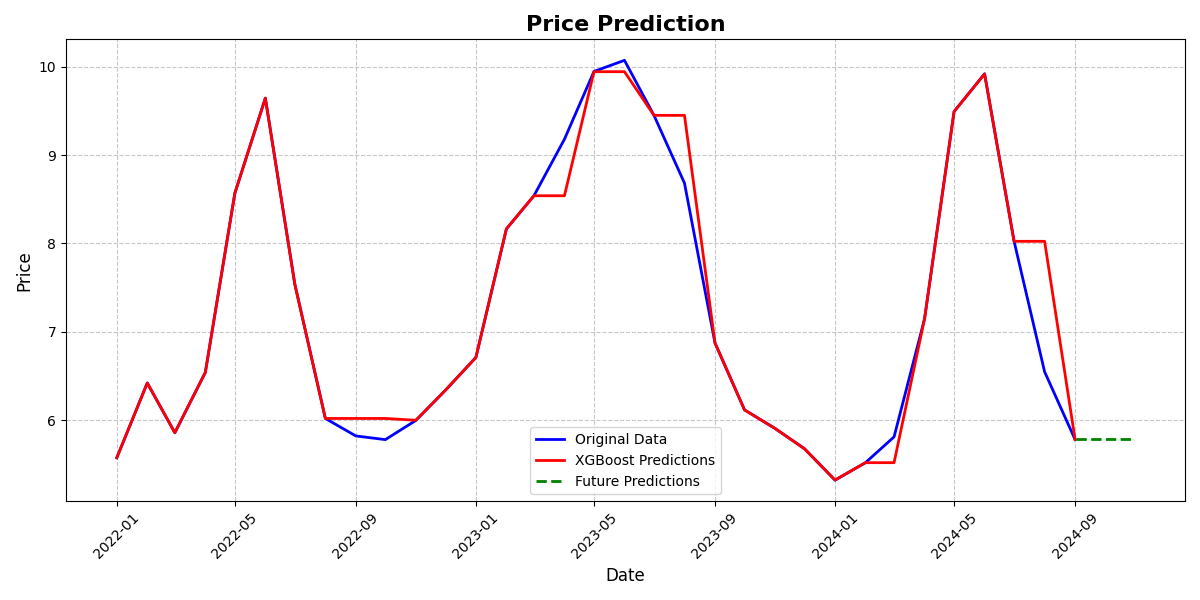 Price Prediction
Price
10
9
8
7
6
Original Data
XGBoost Predictions
Future Predictions
2022-01
2022-05
2022-09
2023-01
2023-05
2023-09
2024-01
2024-05
2024-09
Date